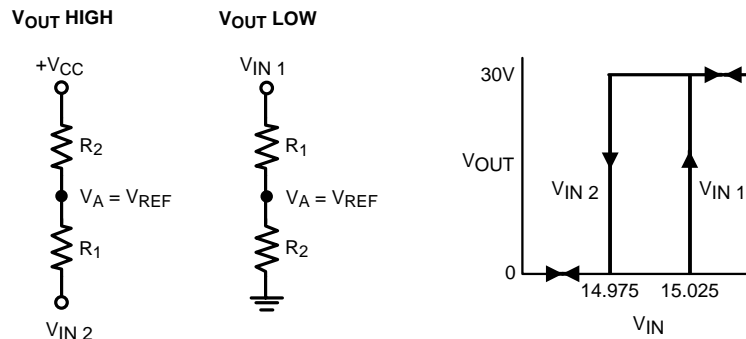 VOUT HIGH
VOUT LOW
+VCC
R2
VA = VREF
R1
VIN 2
VIN 1
R1
VA = VREF
R2
30V
VOUT
VIN 2
VIN 1
0
14.975 15.025
VIN